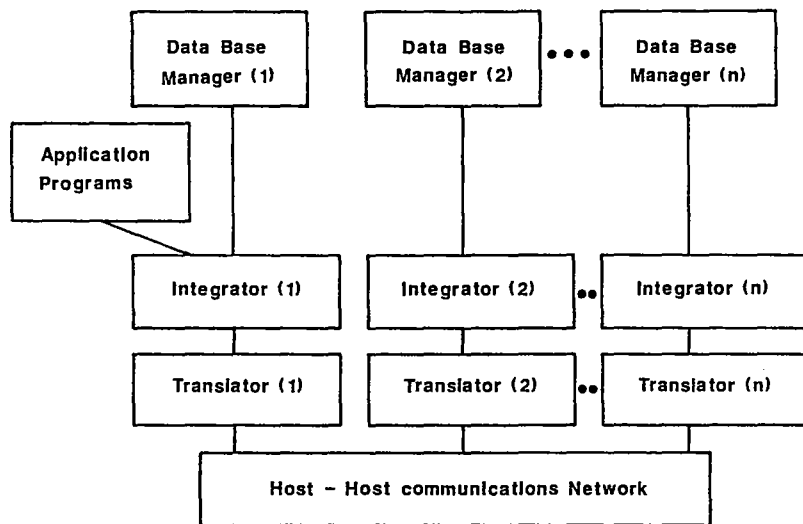 Data Base
Manager (1)
Data Base
Manager (2)
Data Base
Manager (n)
Application
Programs
Integrator (1)
Integrator (2)
Integrator (n)
Translator (1)
Translator (2)
Translator (n)
Host - Host communications Network